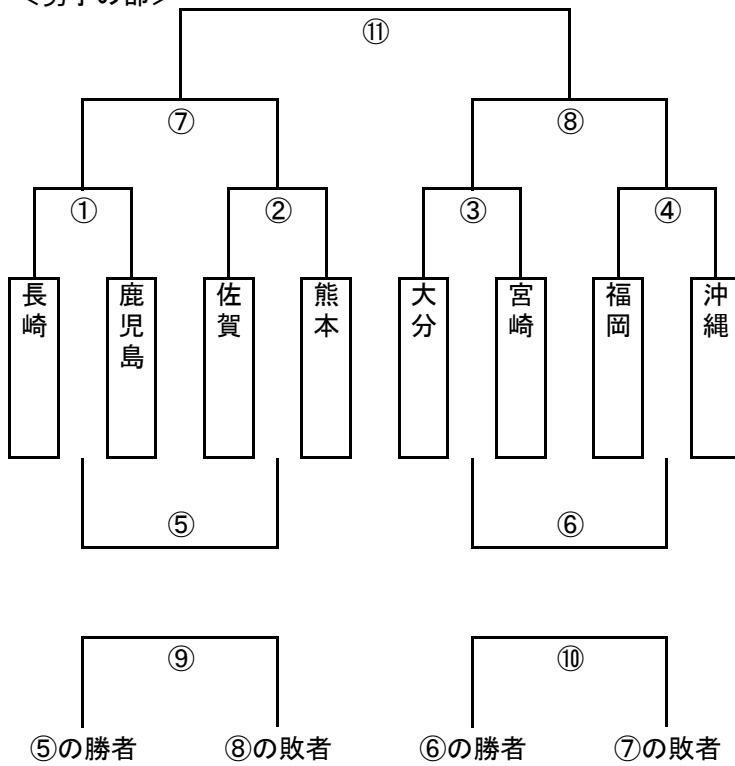 <男子の部>
⑪
⑦ ⑧
① ② ③ ④
長崎 鹿児島 佐賀 熊本 大分 宮崎 福岡 沖縄
⑤ ⑥
⑨ ⑩
⑤の勝者 ⑧の敗者 ⑥の勝者 ⑦の敗者